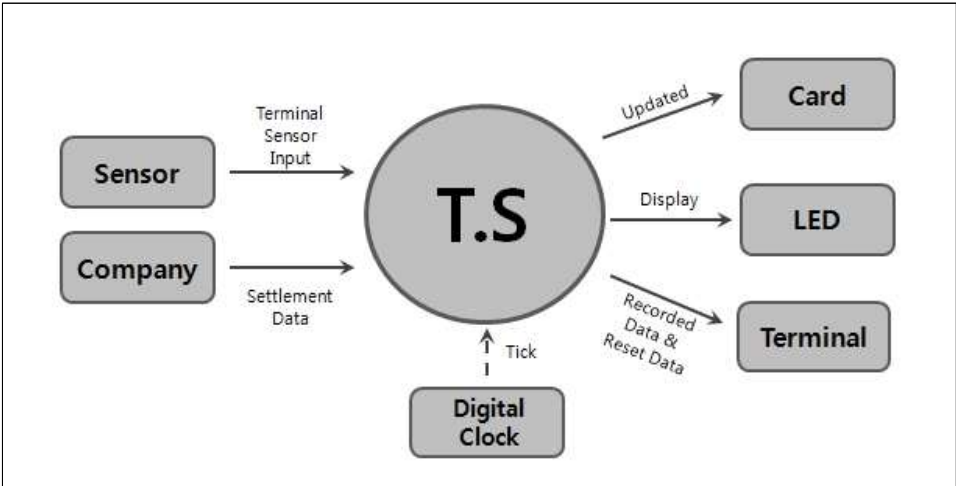 Sensor
Terminal
Sensor
Input
Company
Settlement
Data
T.S
Tick
Digital
Clock
Updated
Card
Display
LED
Recorded
Data &
Reset Data
Terminal